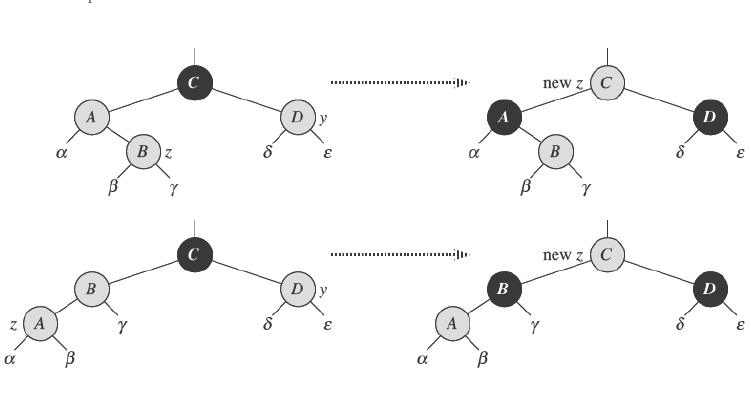 C
new z C
A D y
A D
α B z δ ε
α B δ ε
β γ
β γ
C
new z C
B D y
B D
z A γ δ ε
A γ δ ε
α β
α β